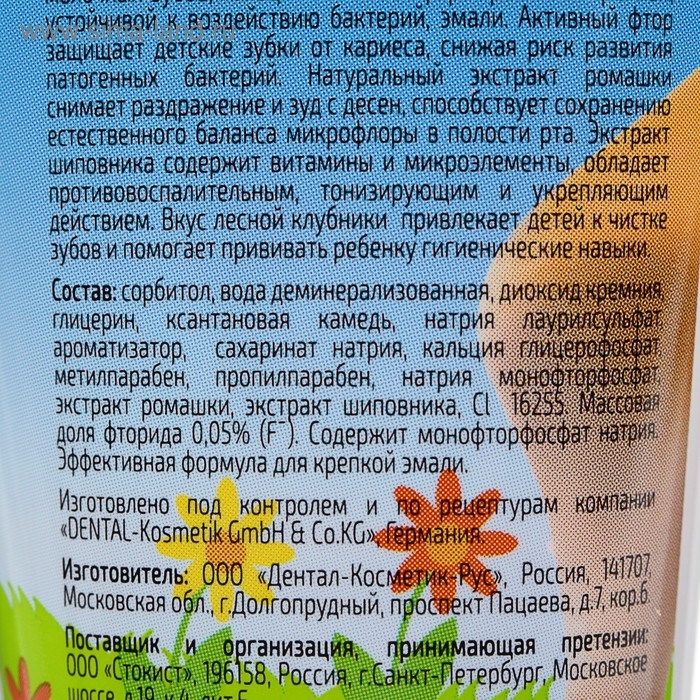 устойчивой к воздействию бактерий, эмали. Активный фтор
защищает детские зубки от кариеса, снижая риск развития
патогенных бактерий. Натуральный экстракт ромашки
снимает раздражение и зуд с десен, способствует сохранению
естественного баланса микрофлоры в полости рта. Экстракт
шиповника содержит витамины и микроэлементы, обладает
противовоспалительным, тонизирующим и укрепляющим
действием. Вкус лесной клубники привлекает детей к чистке
зубов и помогает прививать ребенку гигиенические навыки.
Состав: сорбитол, вода деминерализованная, диоксид кремния,
глицерин, ксантановая камедь, натрия лаурилсульфат,
ароматизатор, сахаринат натрия, кальция глицерофосфат,
метилпарабен, пропилпарабен, натрия монофторфосфат,
экстракт ромашки, экстракт шиповника, Cl 16255. Массовая
доля фторида 0,05% (F⁻). Содержит монофторфосфат натрия.
Эффективная формула для крепкой эмали.
Изготовлено под контролем и по рецептурам компании
«DENTAL-Kosmetik GmbH & Co.KG», Германия.
Изготовитель: ООО «Дентал-Косметик-Рус», Россия, 141707,
Московская обл., г.Долгопрудный, проспект Пацаева, д.7, кор.6
Поставщик и организация, принимающая претензии:
ООО «Стокист», 196158, Россия, г.Санкт-Петербург, Московское
шоссе, д.19, к.4, лит.Б